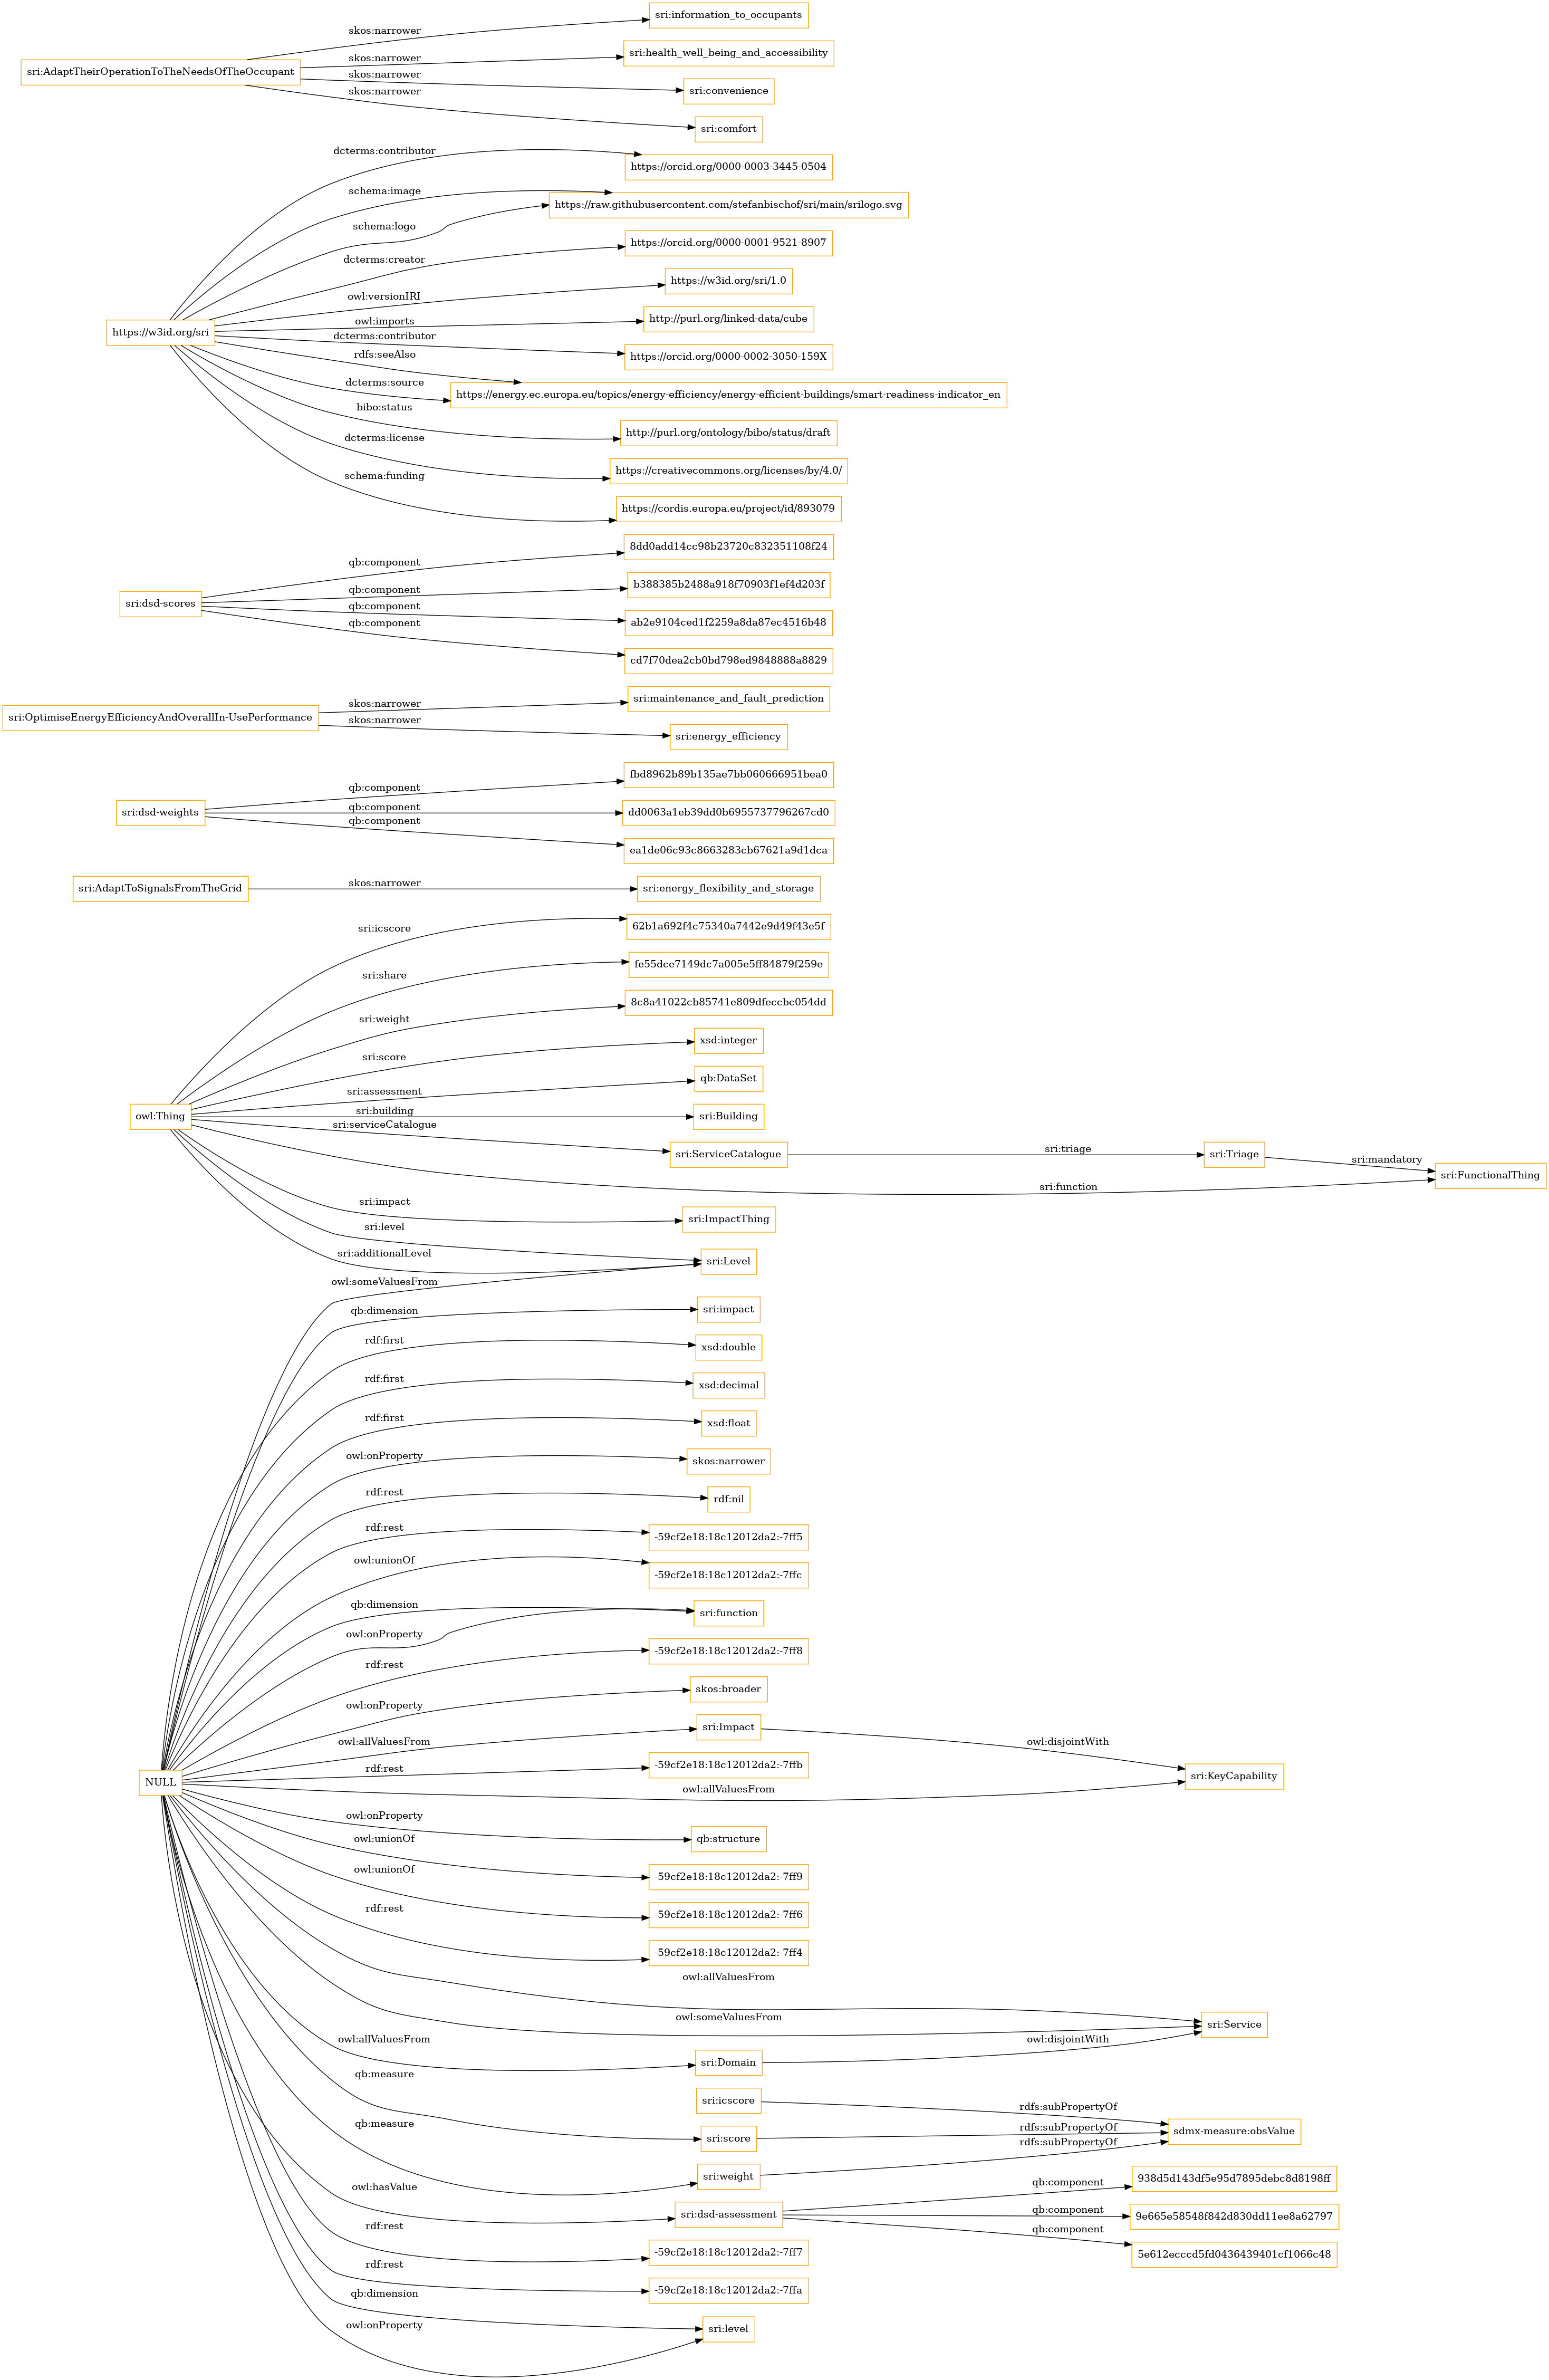 sri:information_to_occupants
skos:narrower
sri:health_well_being_and_accessibility
skos:narrower
sri:AdaptTheirOperationToTheNeedsOfTheOccupant
skos:narrower
sri:convenience
skos:narrower
sri:comfort
dcterms:contributor
https://orcid.org/0000-0003-3445-0504
schema:image
https://raw.githubusercontent.com/stefanbischof/sri/main/srilogo.svg
schema:logo
https://orcid.org/0000-0001-9521-8907
dcterms:creator
https://w3id.org/sri/1.0
owl:versionIRI
http://purl.org/linked-data/cube
owl:imports
https://w3id.org/sri
dcterms:contributor
https://orcid.org/0000-0002-3050-159X
rdfs:seeAlso
dcterms:source
https://energy.ec.europa.eu/topics/energy-efficiency/energy-efficient-buildings/smart-readiness-indicator_en
bibo:status
http://purl.org/ontology/bibo/status/draft
dcterms:license
https://creativecommons.org/licenses/by/4.0/
schema:funding
https://cordis.europa.eu/project/id/893079
8dd0add14cc98b23720c832351108f24
qb:component
b388385b2488a918f70903f1ef4d203f
qb:component
sri:dsd-scores
qb:component
ab2e9104ced1f2259a8da87ec4516b48
qb:component
cd7f70dea2cb0bd798ed9848888a8829
sri:maintenance_and_fault_prediction
skos:narrower
sri:OptimiseEnergyEfficiencyAndOverallIn-UsePerformance
skos:narrower
sri:energy_efficiency
fbd8962b89b135ae7bb060666951bea0
qb:component
sri:dsd-weights
qb:component
dd0063a1eb39dd0b6955737796267cd0
qb:component
ea1de06c93c8663283cb67621a9d1dca
sri:AdaptToSignalsFromTheGrid
skos:narrower
sri:energy_flexibility_and_storage
sri:icscore
62b1a692f4c75340a7442e9d49f43e5f
sri:share
fe55dce7149dc7a005e5ff84879f259e
sri:weight
8c8a41022cb85741e809dfeccbc054dd
sri:score
xsd:integer
sri:assessment
qb:DataSet
owl:Thing
sri:building
sri:Building
sri:serviceCatalogue
sri:ServiceCatalogue
sri:triage
sri:Triage
sri:mandatory
sri:FunctionalThing
sri:function
sri:impact
sri:ImpactThing
sri:level
sri:additionalLevel
sri:Level
owl:someValuesFrom
qb:dimension
sri:impact
rdf:first
xsd:double
rdf:first
xsd:decimal
rdf:first
xsd:float
owl:onProperty
skos:narrower
rdf:rest
rdf:nil
rdf:rest
-59cf2e18:18c12012da2:-7ff5
owl:unionOf
-59cf2e18:18c12012da2:-7ffc
qb:dimension
sri:function
owl:onProperty
rdf:rest
-59cf2e18:18c12012da2:-7ff8
owl:onProperty
skos:broader
owl:allValuesFrom
sri:Impact
owl:disjointWith
rdf:rest
-59cf2e18:18c12012da2:-7ffb
sri:KeyCapability
NULL
owl:allValuesFrom
owl:onProperty
qb:structure
owl:unionOf
-59cf2e18:18c12012da2:-7ff9
owl:unionOf
-59cf2e18:18c12012da2:-7ff6
rdf:rest
-59cf2e18:18c12012da2:-7ff4
owl:allValuesFrom
owl:someValuesFrom
sri:Service
owl:allValuesFrom
sri:Domain
owl:disjointWith
qb:measure
sri:icscore
rdfs:subPropertyOf
sri:score
rdfs:subPropertyOf
sdmx-measure:obsValue
qb:measure
rdfs:subPropertyOf
sri:weight
owl:hasValue
sri:dsd-assessment
qb:component
938d5d143df5e95d7895debc8d8198ff
qb:component
9e665e58548f842d830dd11ee8a62797
qb:component
5e612ecccd5fd0436439401cf1066c48
rdf:rest
-59cf2e18:18c12012da2:-7ff7
rdf:rest
-59cf2e18:18c12012da2:-7ffa
qb:dimension
sri:level
owl:onProperty